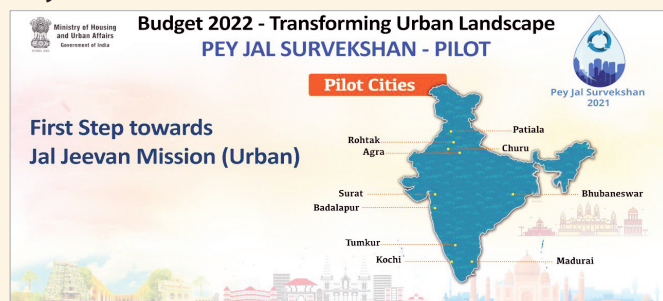 Ministry of Housing
and Urban Affairs
Government of India
Budget 2022 - Transforming Urban Landscape
PEY JAL SURVEKSHAN - PILOT
Pey Jal Survekshan
2021
Pilot Cities
First Step towards
Jal Jeevan Mission (Urban)
Patiala
Rohtak
Churu
Agra
Surat
Bhubaneswar
Badalapur
Tumkur
Kochi
Madurai